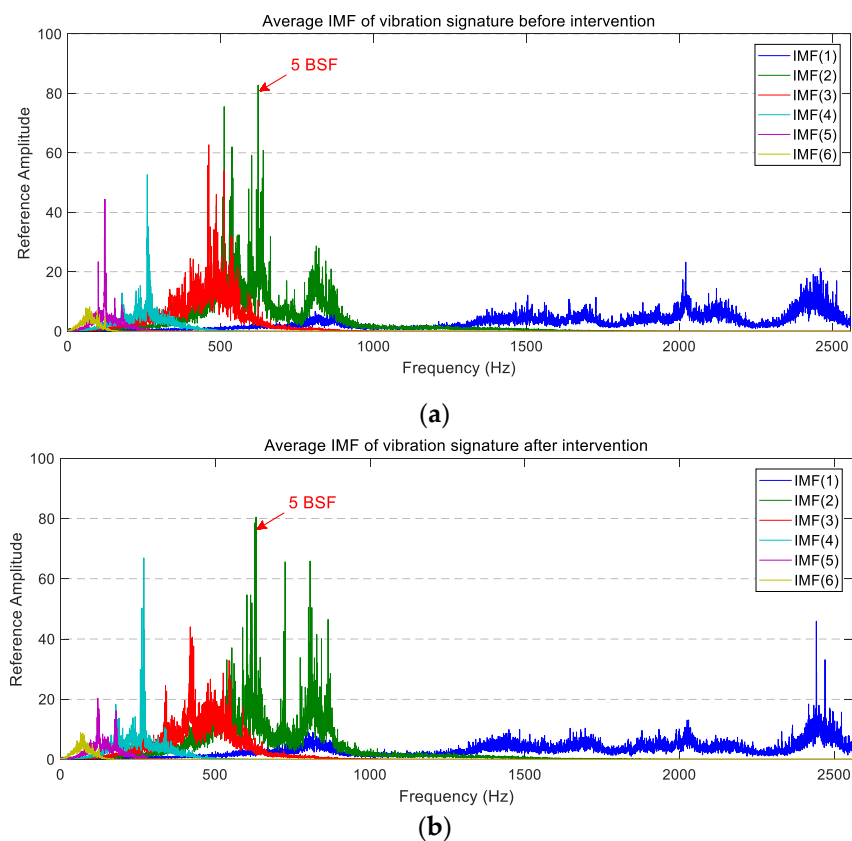 Average IMF of vibration signature before intervention
100
80
60
40
20
0
Reference Amplitude
5 BSF
IMF(1)
IMF(2)
IMF(3)
IMF(4)
IMF(5)
IMF(6)
0 500 1000 1500 2000 2500
Frequency (Hz)
(a)
Average IMF of vibration signature after intervention
100
80
60
40
20
0
Reference Amplitude
5 BSF
IMF(1)
IMF(2)
IMF(3)
IMF(4)
IMF(5)
IMF(6)
0 500 1000 1500 2000 2500
Frequency (Hz)
(b)